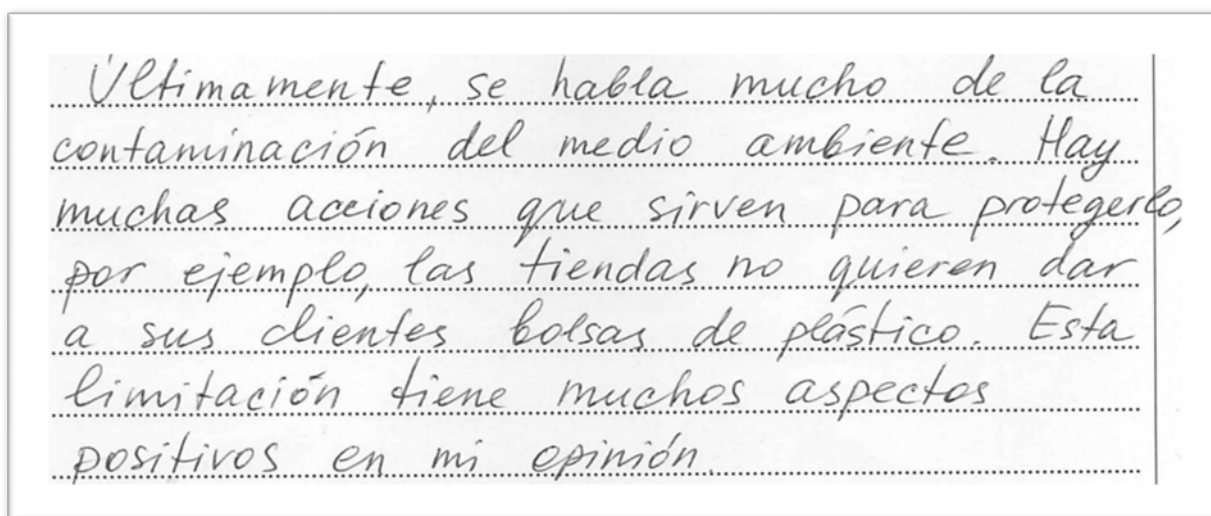 Últimamente, se habla mucho de la
contaminación del medio ambiente. Hay
muchas acciones que sirven para protegerlo,
por ejemplo, las tiendas no quieren dar
a sus clientes bolsas de plástico. Esta
limitación tiene muchos aspectos
positivos en mi opinión.